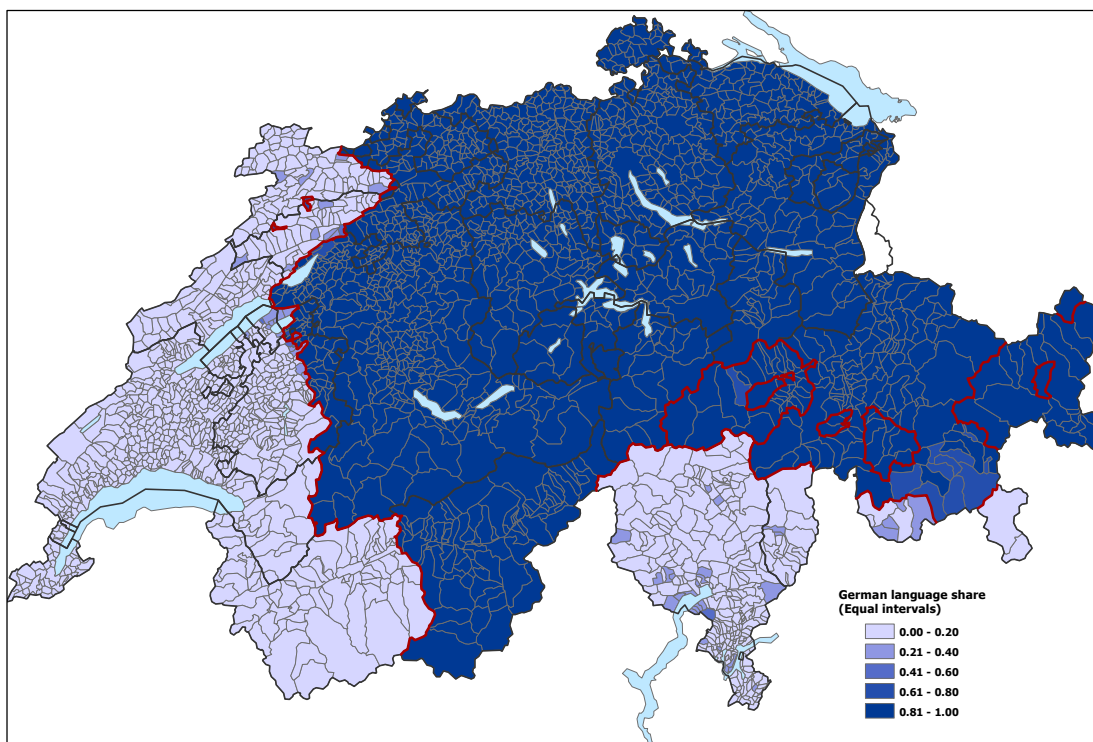 German language share
(Equal intervals)
0.00 - 0.20
0.21 - 0.40
0.41 - 0.60
0.61 - 0.80
0.81 - 1.00